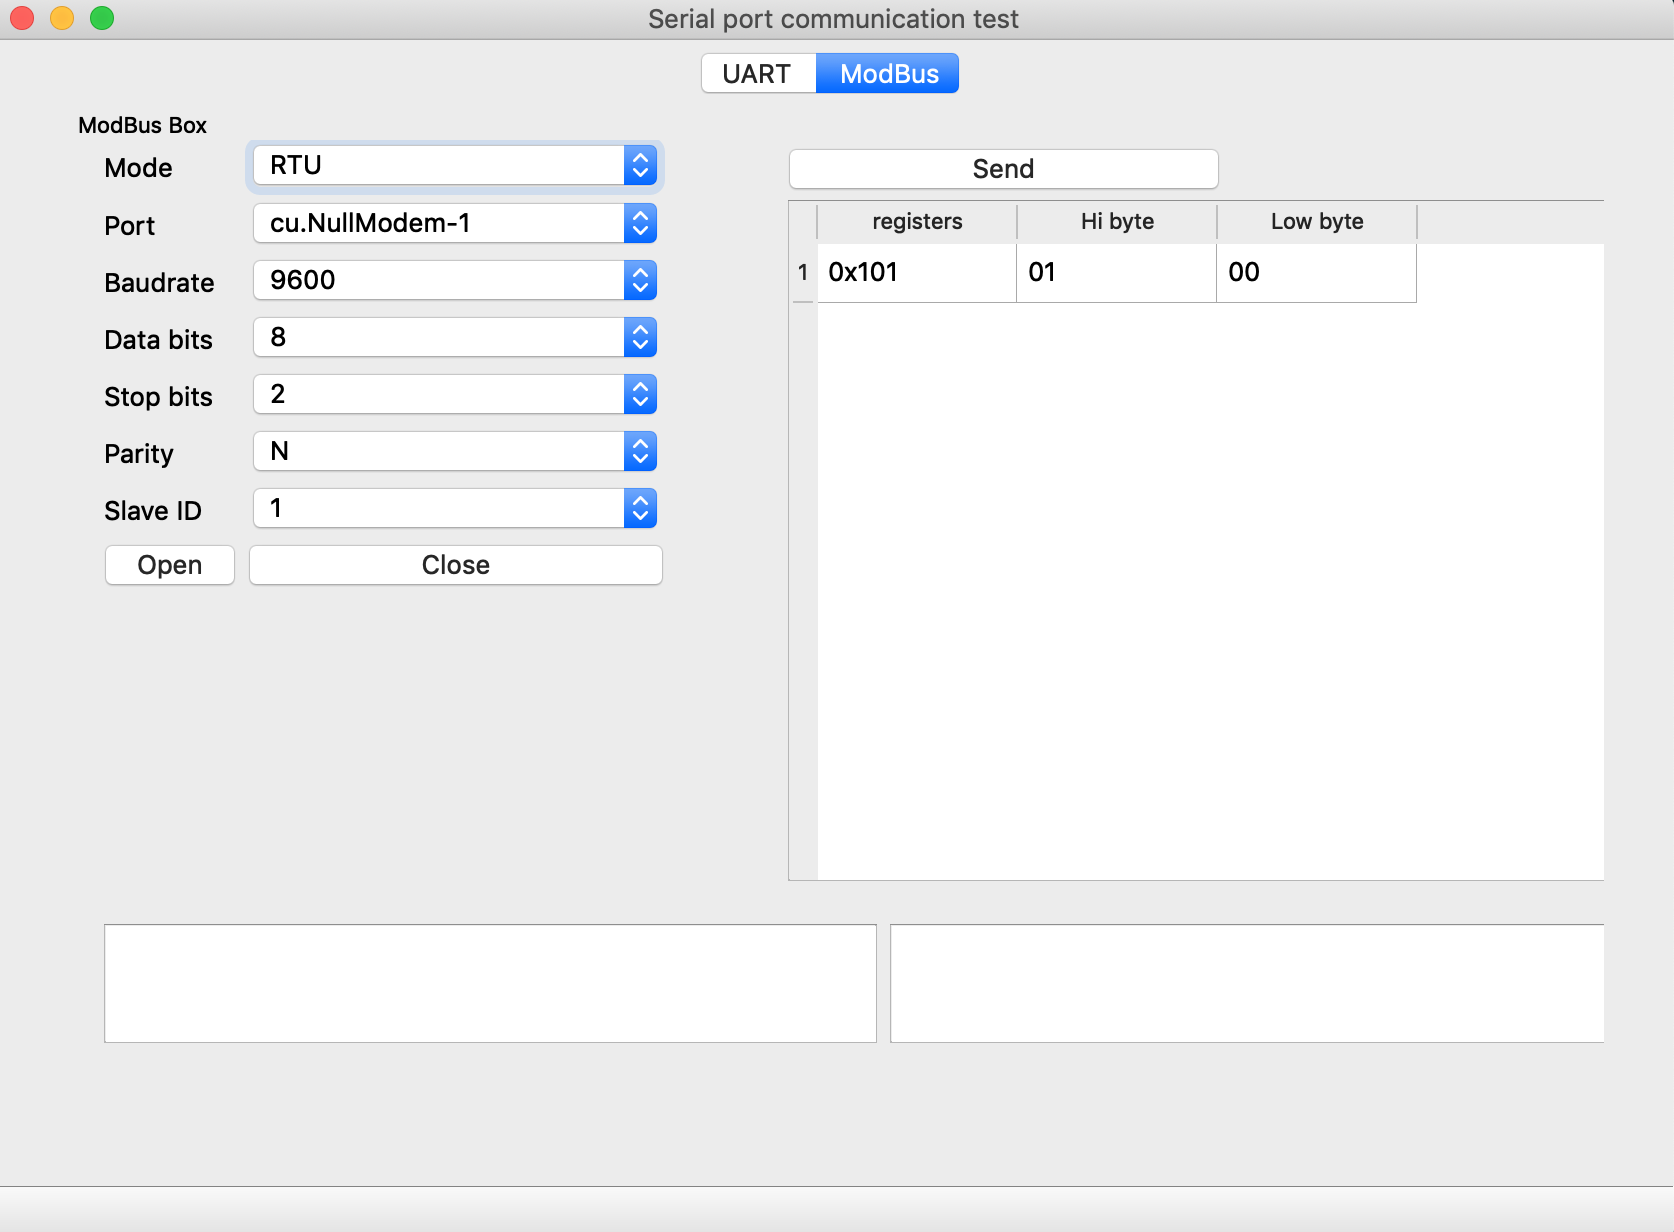 Serial port communication test
UART ModBus
ModBus Box
Mode RTU
Port cu.NullModem-1
Baudrate 9600
Data bits 8
Stop bits 2
Parity N
Slave ID 1
Open Close
Send
registers Hi byte Low byte
1 0x101 01 00